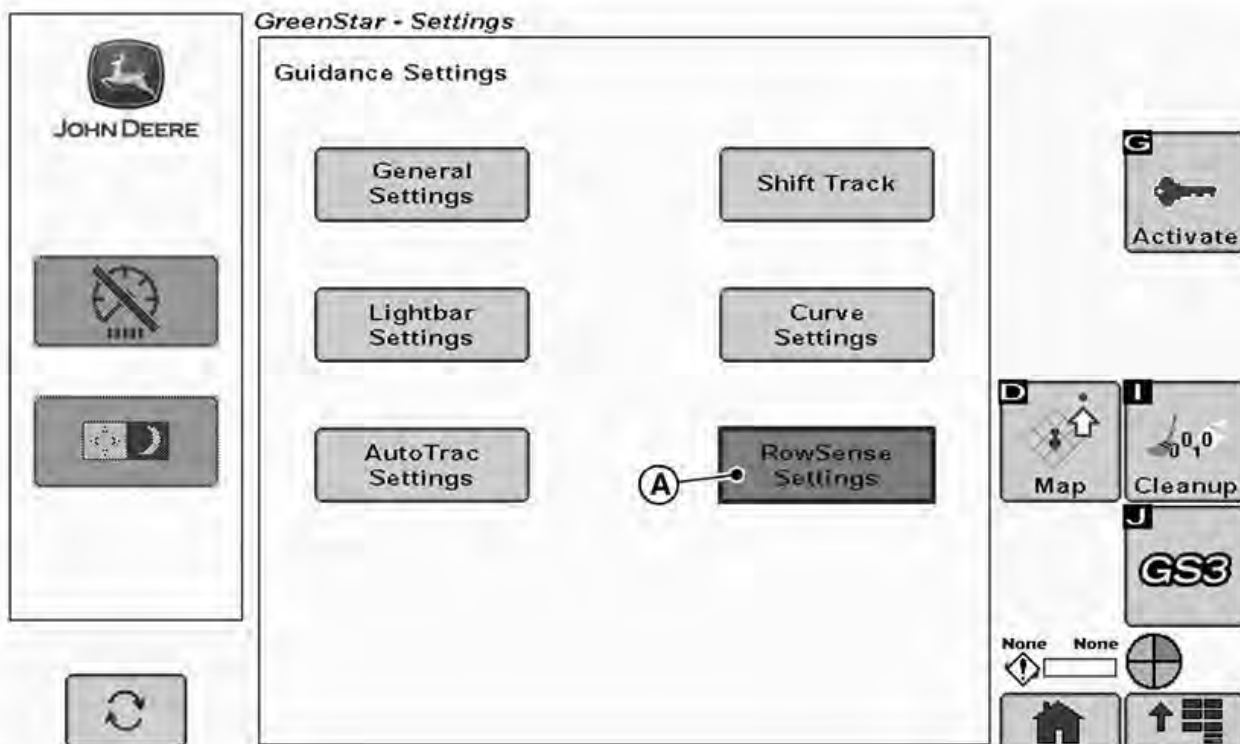 GreenStar - Settings
JOHN DEERE
Guidance Settings
General
Settings
Shift Track
Lightbar
Settings
Curve
Settings
AutoTrac
Settings
RowSense
Settings
A
G
Activate
D
Map
I
Cleanup
J
GS3
None None